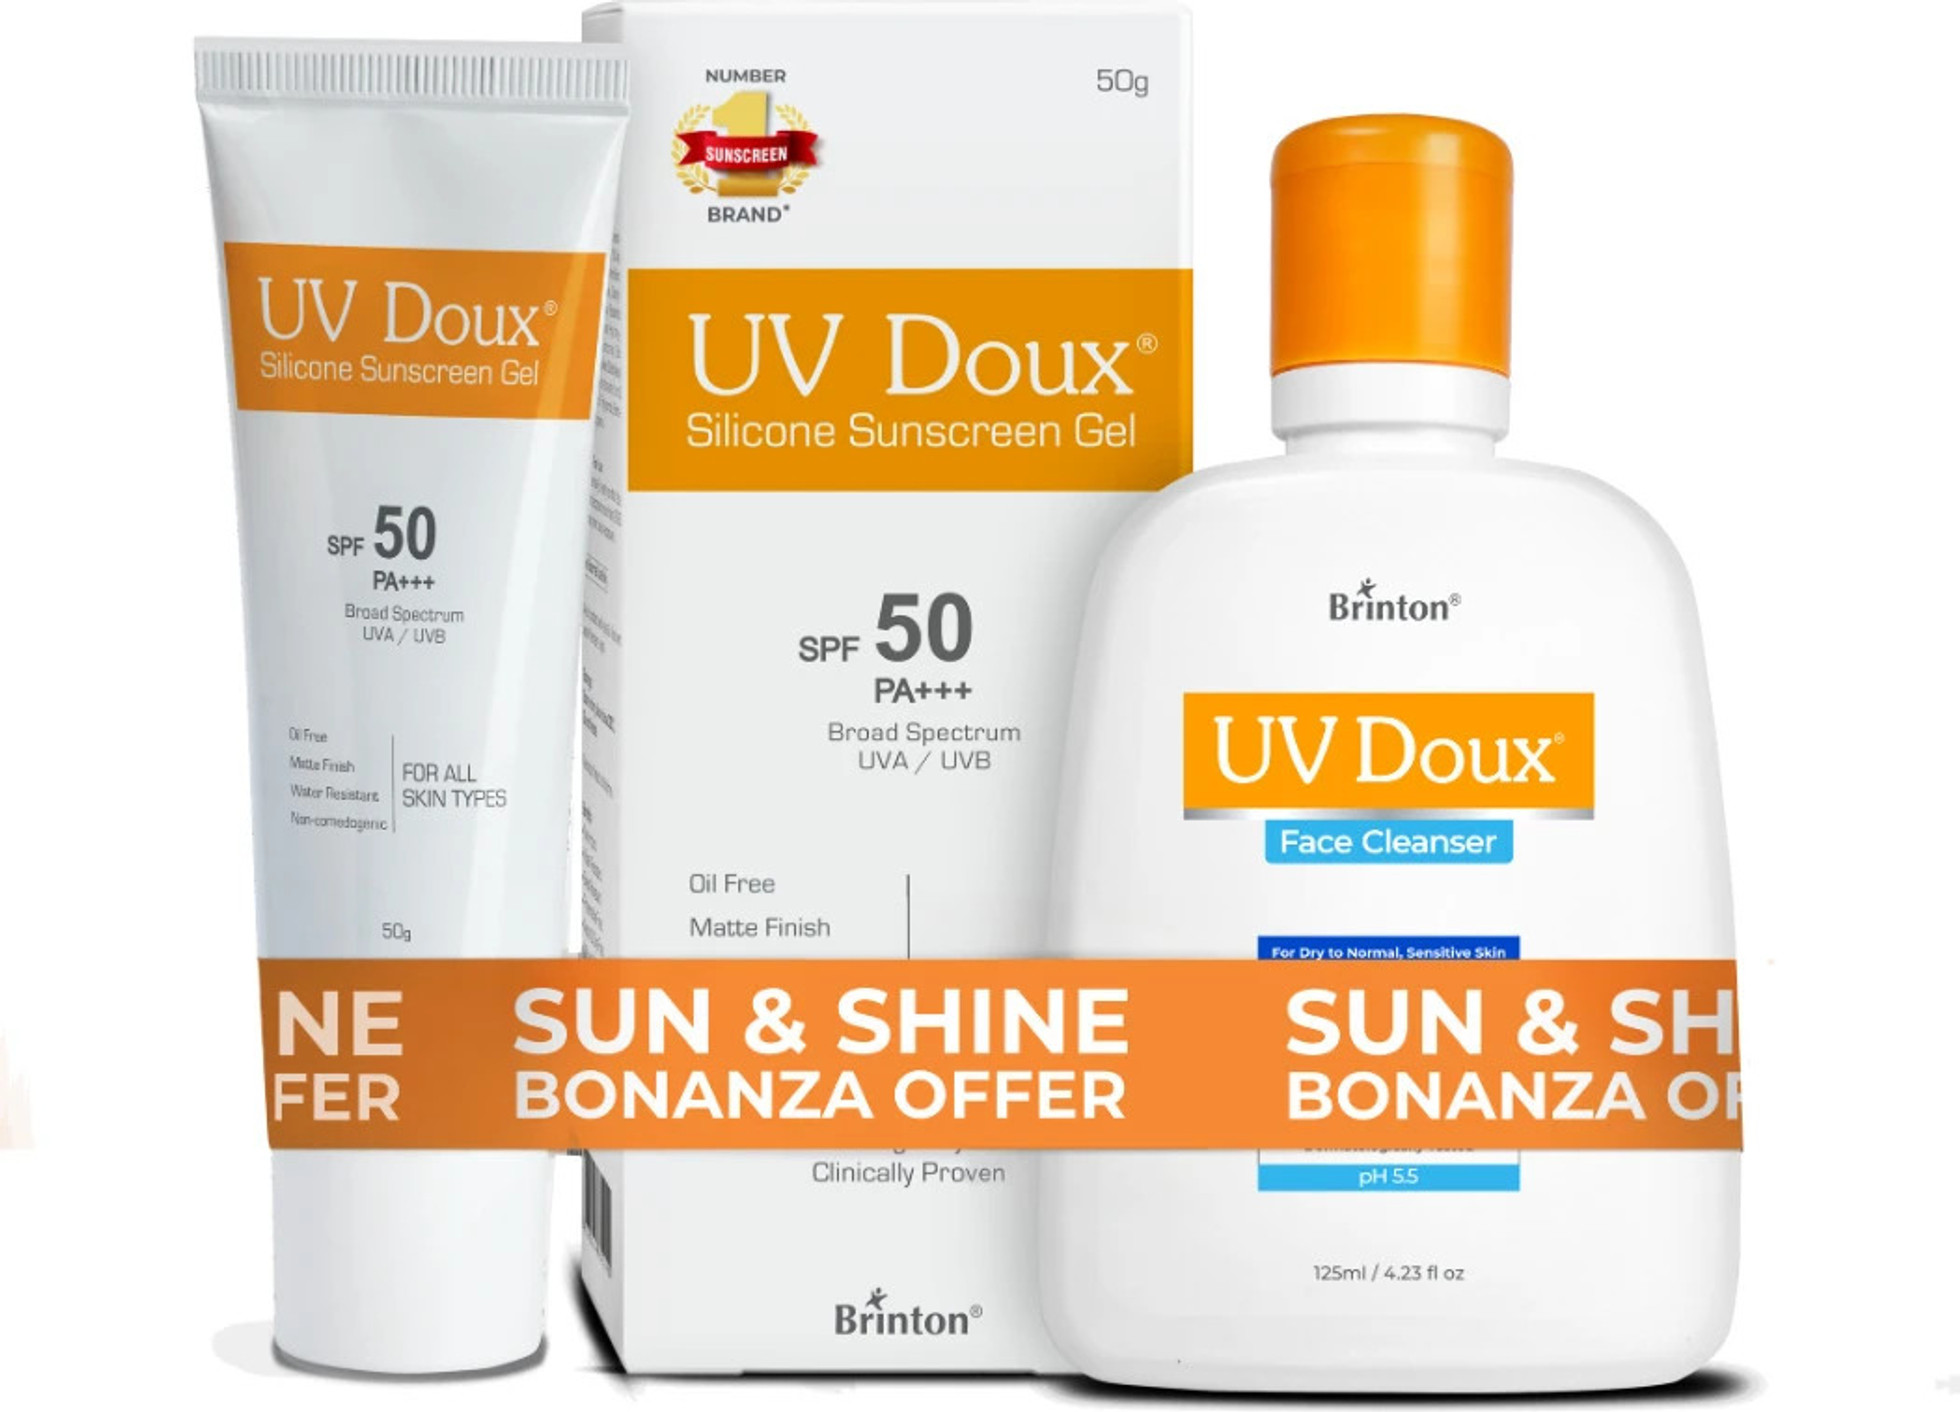 UV Doux®
Silicone Sunscreen Gel
SPF 50
PA+++
Broad Spectrum
UVA / UVB
Oil Free
Matte Finish
Water Resistant
Non-comedogenic
FOR ALL
SKIN TYPES
50g
NUMBER
1
SUNSCREEN
BRAND*
50g
UV Doux®
Silicone Sunscreen Gel
SPF 50
PA+++
Broad Spectrum
UVA / UVB
Oil Free
Matte Finish
Clinically Proven
Brinton®
Brinton®
UV Doux®
Face Cleanser
For Dry to Normal, Sensitive Skin
pH 5.5
125ml / 4.23 fl oz
NE
FER
SUN & SHINE
BONANZA OFFER
SUN & SH
BONANZA OF